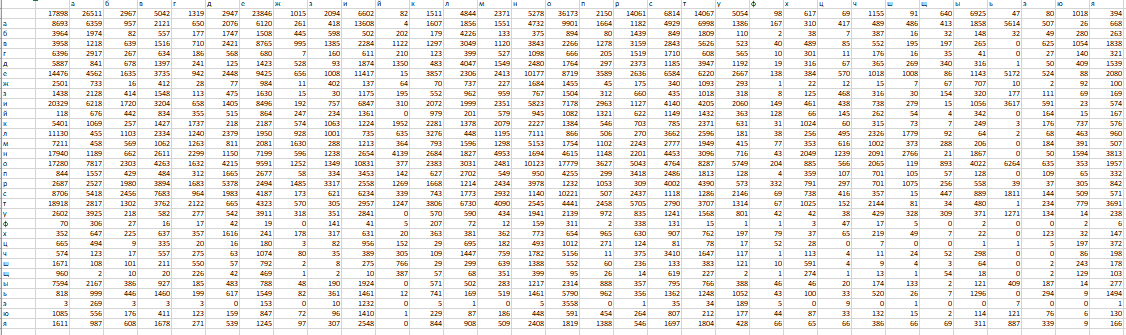 а б в г д е ж з и й к л м н о п р с т у ф х ц ч ш щ ы ь э ю я
17898 26511 2967 5042 1319 2947 23846 1015 2094 6602 82 1511 4844 2371 5278 36173 2150 14061 6814 14067 5054 98 617 69 1155 91 640 6925 47 80 1018 394
а 8693 6359 957 2121 650 2076 6120 261 418 13608 4 1607 1856 1551 4732 9901 1664 1182 4929 6998 1386 167 310 417 489 486 413 1858 5614 507 26 668
б 3964 1974 82 557 177 1747 1508 445 598 502 202 179 4226 133 375 894 80 1439 849 1809 110 2 38 7 387 16 32 148 32 49 280 263
в 3958 1218 639 1516 710 2421 8765 995 1385 2284 1122 1297 3049 1120 3843 2266 1278 3159 2843 5626 523 40 489 85 552 195 197 265 0 625 1054 1838
г 6396 2917 267 634 186 568 680 7 160 611 210 123 399 527 1098 666 205 1519 1710 608 565 10 301 11 176 16 35 41 0 27 140 321
д 5887 641 678 1397 241 125 1423 528 93 1874 1350 483 4047 1549 2480 1764 297 2373 1185 3947 1192 19 316 67 365 269 340 316 1 50 409 1539
е 14476 4562 1635 3735 942 2448 9425 656 1008 11417 15 3857 2306 2413 10177 8719 3589 2636 6584 6220 2667 138 384 570 1018 1008 86 1143 5172 524 88 2080
ж 2501 733 16 412 28 77 984 11 402 137 64 70 737 227 1684 1455 45 175 340 1093 293 1 22 12 15 7 67 707 10 2 92 100
з 1438 2128 414 1548 113 475 1630 15 30 1175 195 552 962 959 767 1504 312 660 435 1018 318 8 125 468 316 30 154 320 177 111 69 169
и 20329 6218 1720 3204 658 1405 8496 192 757 6847 310 2072 1999 2951 5823 7178 2963 1127 4140 4205 2060 149 461 438 738 279 15 1056 3617 591 23 574
й 118 676 442 834 355 515 864 247 234 1361 0 979 201 579 945 1082 1321 622 1149 1432 363 128 66 145 262 54 4 342 0 164 15 167
к 5401 1069 257 1427 1737 218 2187 574 1063 1224 1952 2281 1378 2079 2227 1384 546 703 785 2371 631 31 1024 60 315 73 7 249 3 176 737 576
л 11130 455 1103 2334 1240 2379 1950 928 1001 735 635 3276 448 1195 7111 866 506 270 3662 2596 181 38 256 495 2326 1779 92 64 2 68 463 960
м 7211 458 569 1062 1263 811 2081 1630 288 1213 364 793 1596 1298 5153 1754 1102 2243 2777 1949 415 77 353 616 1002 373 288 206 0 184 391 507
н 17940 1189 662 2611 2299 1150 7199 596 1238 2654 4139 2684 1827 4953 1694 4615 1148 2201 4453 3096 716 43 2049 1239 2091 2766 21 1867 0 50 1594 3813
о 17280 7817 2303 4263 1632 4215 9591 1252 1349 10831 377 2383 3031 2481 10123 17779 3627 5043 4764 8287 5749 204 885 566 2065 119 893 4022 6264 635 353 1957
п 844 1557 429 484 312 1665 2677 58 334 3453 142 627 2702 549 950 4255 299 3418 2486 1813 128 4 359 107 701 105 57 128 0 109 65 332
р 2687 2527 1980 3894 1683 5378 2494 1485 3317 2558 1269 1668 1214 2434 3978 1232 1053 309 4002 4390 573 332 791 297 701 1075 256 558 39 37 305 842
с 8706 5418 2456 7683 964 1983 4187 173 621 6234 339 743 1773 2932 1140 10221 507 2437 1118 1286 2146 69 738 416 357 15 447 889 1811 144 509 571
т 18918 2817 1302 3762 2122 665 4323 570 305 2957 1247 3806 6730 4090 2545 4441 2458 5705 2790 3707 1314 67 1025 152 2144 81 34 480 1 234 779 3691
у 2602 3925 218 582 277 542 3911 318 351 2841 0 570 590 434 1941 2139 972 835 1241 1568 801 42 42 38 429 328 309 371 1271 134 14 238
ф 70 306 27 16 17 42 19 0 141 41 5 207 72 12 159 311 2 338 131 15 1 1 3 47 17 5 0 2 0 0 2 6
х 352 647 225 637 357 1616 241 178 317 631 20 363 381 362 773 654 965 630 907 762 197 79 37 65 219 49 7 22 0 123 32 147
ц 665 494 9 335 20 16 180 3 82 956 152 29 695 182 493 1012 271 124 81 78 17 52 28 0 7 0 0 1 1 5 197 372
ч 574 123 17 557 275 63 1074 80 35 389 305 109 1447 759 1782 5156 11 375 3410 1647 117 1 113 4 11 24 52 298 0 0 86 198
ш 1671 108 101 211 550 57 792 2 8 275 766 29 299 639 1388 552 60 236 133 383 121 10 591 4 9 4 3 64 0 2 243 178
щ 960 2 10 20 226 42 469 1 2 10 387 57 68 351 399 95 26 14 619 227 2 1 274 1 13 1 54 18 0 2 129 103
ы 7594 2167 386 927 185 483 788 48 190 1924 0 571 502 283 1217 2314 888 357 795 766 388 46 46 20 174 133 2 121 409 187 14 277
ь 818 999 446 1460 199 617 1549 82 361 1461 12 741 169 519 1461 5790 962 356 1362 1248 1052 43 100 33 520 26 7 1296 0 294 9 1494
э 3 269 3 3 3 0 153 0 10 1232 0 5 1 0 5 3558 0 1 35 34 189 5 0 9 0 1 0 7 0 0 0 1
ю 1085 556 176 411 123 159 847 72 96 1410 1 229 87 186 448 591 454 264 807 212 177 44 87 33 132 15 2 114 121 76 6 130
я 1611 987 608 1678 271 539 1245 97 307 2548 0 844 908 509 2408 1819 1388 546 1697 1804 428 66 65 66 386 66 69 311 887 339 9 166